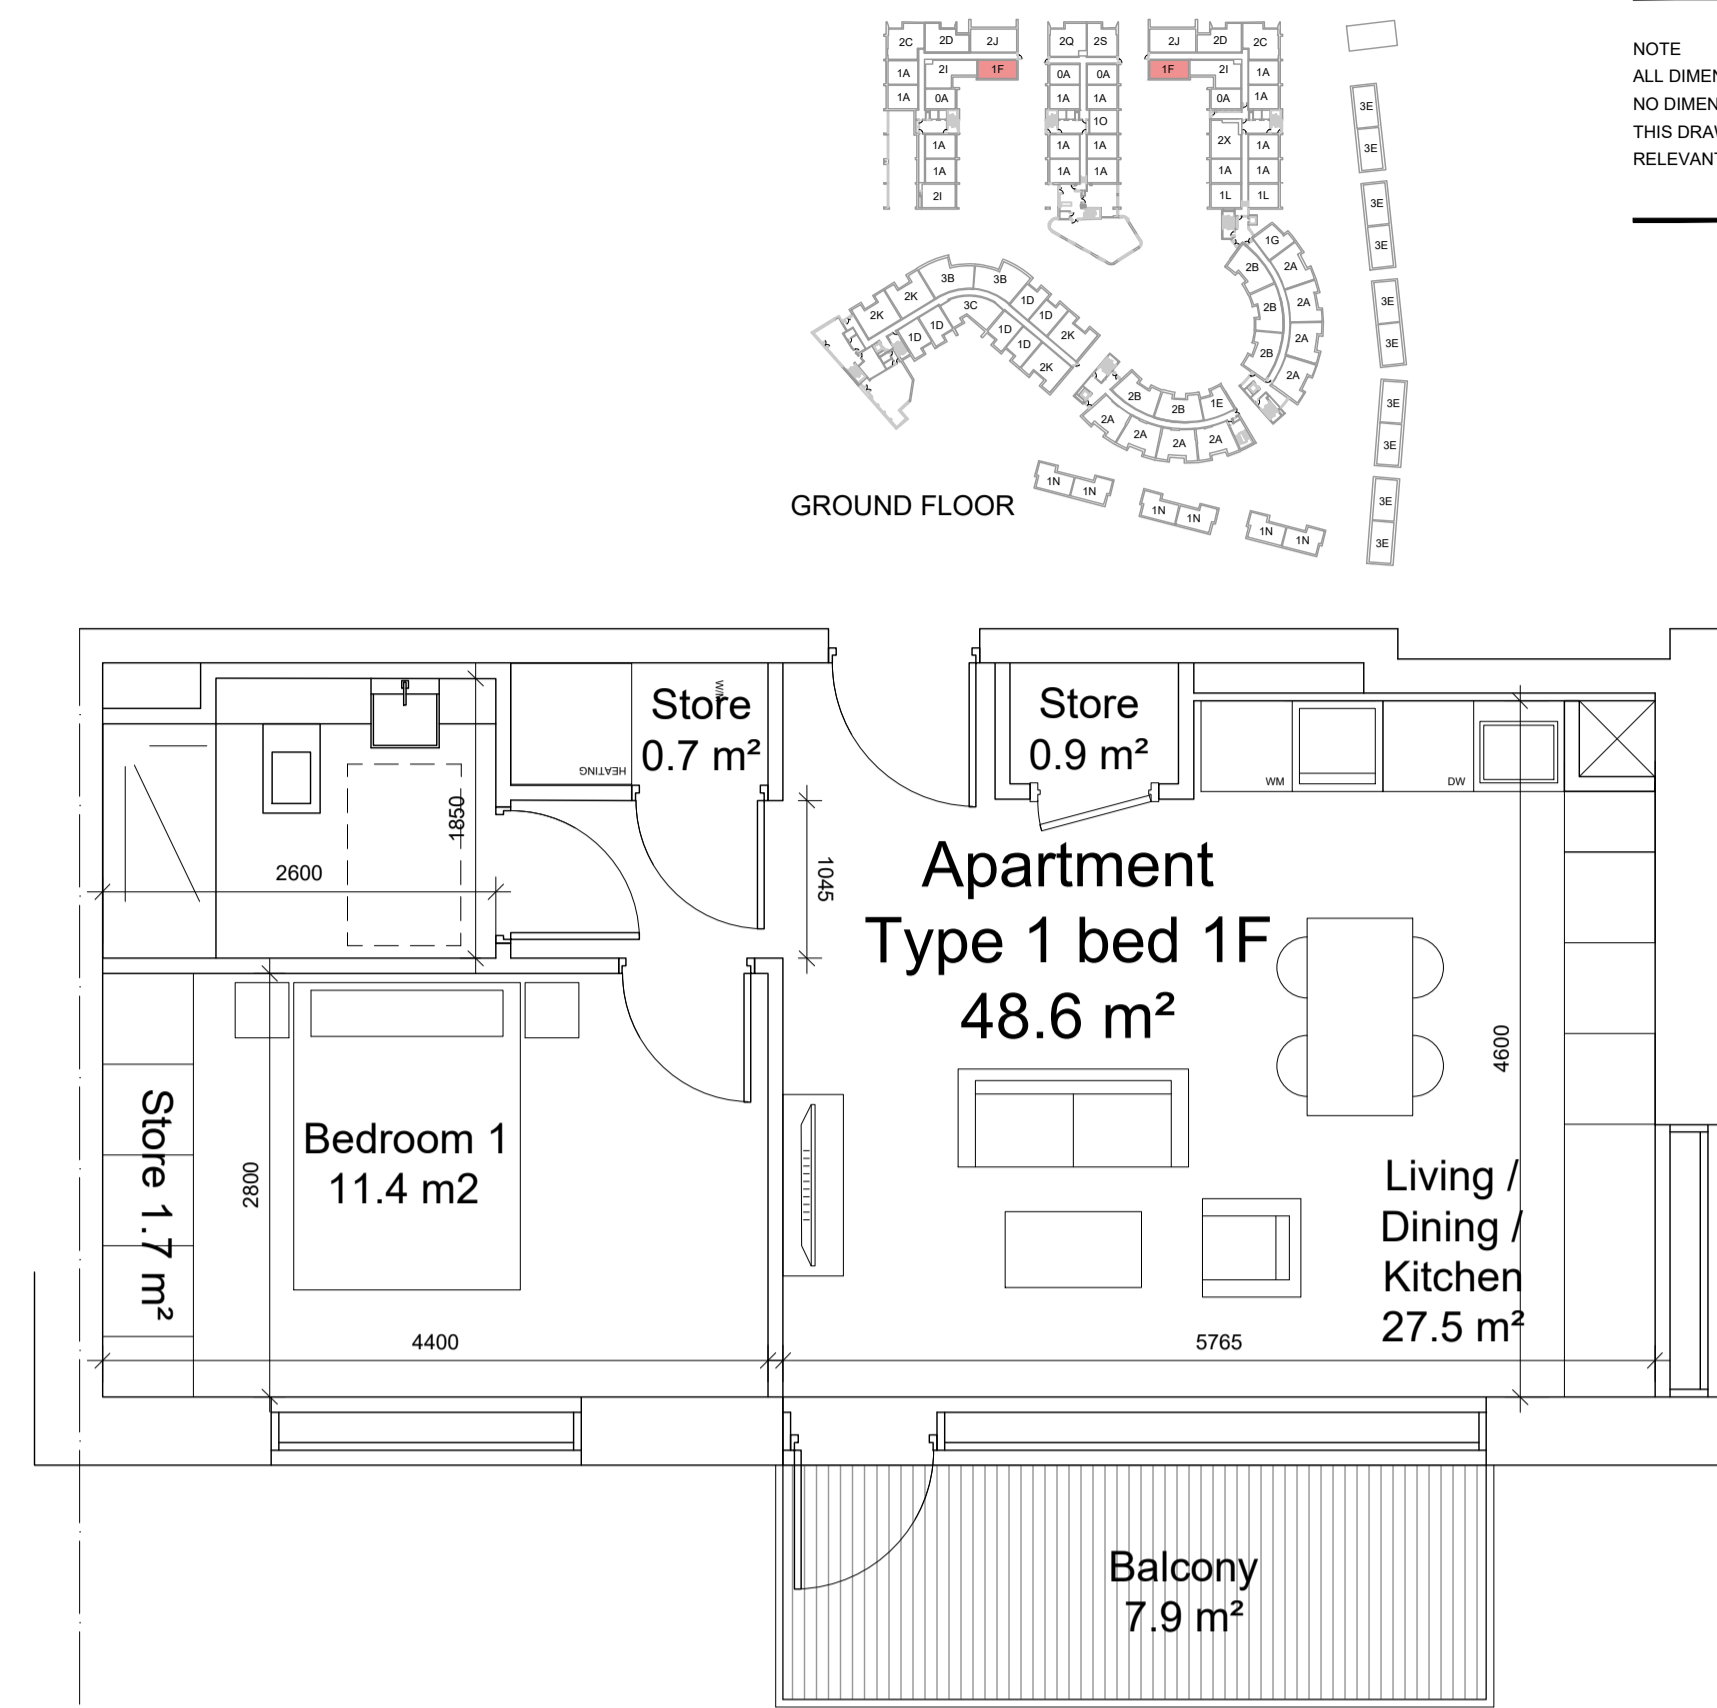 NOTE
ALL DIMEN
NO DIMEN
THIS DRAW
RELEVANT
2C 2D 2J 2Q 2S 2J 2D 2C
1A 2I 1F 0A 0A 1F 2I 1A
1A 0A 1A 1A 0A 1A
1O
1A 1A 1A 2X 1A
1A 1A 1A 1A 1A
2I 1L 1L
3E
3E
3E
3E
3E
3E
3E
3E
3E
3E
1G
2B 2A
2B 2A
2B 2A
2A
3B 3B
2K 2K 3C 1D 1D 2K
1D 1D 1D 1D 2K
2B 2B 1E
2A 2A 2A 2A
1N 1N
1N 1N
1N 1N
GROUND FLOOR
Store
0.7 m²
HEATING
Store
0.9 m²
WM
DW
1850
2600
1045
Apartment
Type 1 bed 1F
48.6 m²
4600
Bedroom 1
11.4 m2
Store 1.7 m²
2800
Living /
Dining /
Kitchen
27.5 m²
4400
5765
Balcony
7.9 m²